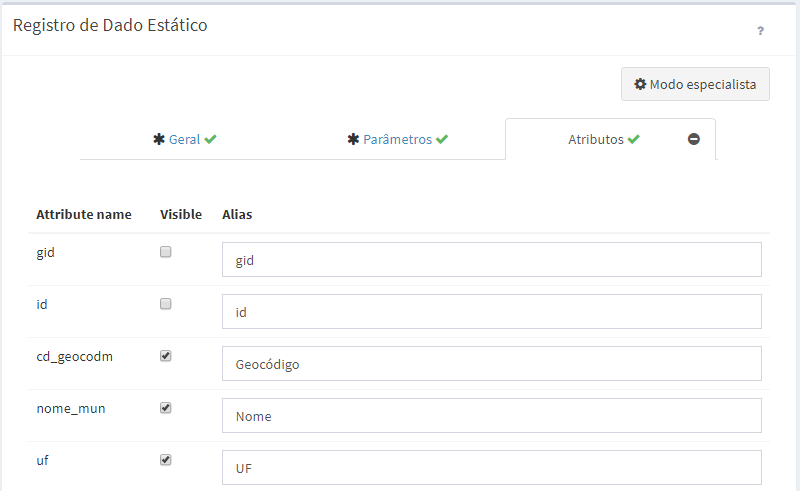 Registro de Dado Estático
?
Modo especialista
✱ Geral ✔ ✱ Parâmetros ✔ Atributos ✔
Attribute name Visible Alias
gid gid
id id
cd_geocodm Geocódigo
nome_mun Nome
uf UF